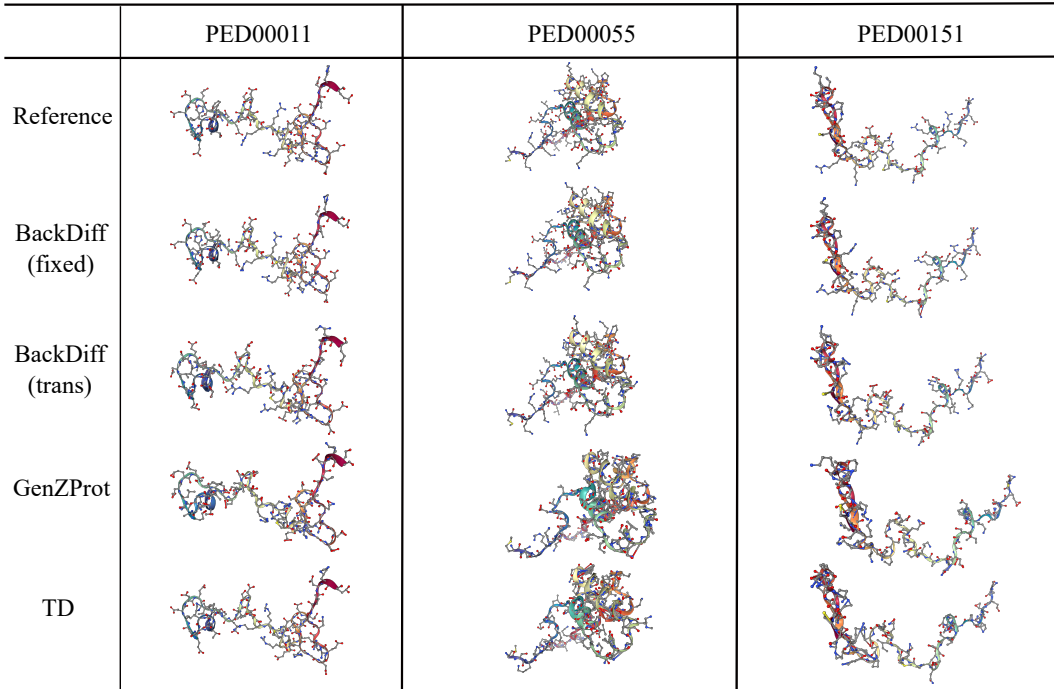 PED00011 PED00055 PED00151
Reference
BackDiff
(fixed)
BackDiff
(trans)
GenZProt
TD